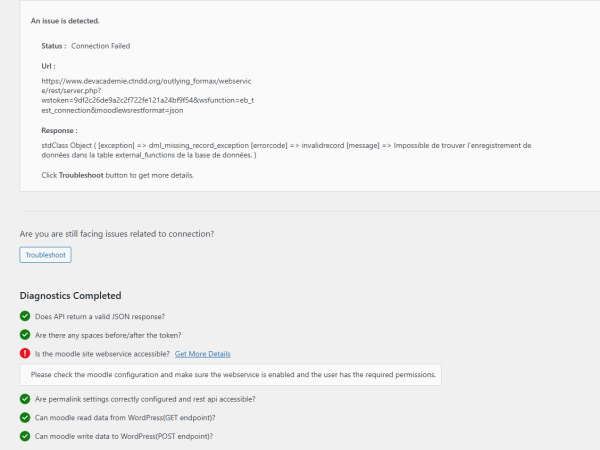 An issue is detected.
Status : Connection Failed
Url :
https://www.devacademie.ctndd.org/outlying_formax/webservic
e/rest/server.php?
wstoken=9df2c26de9a2c2f722fe121a24bf9f548&wsfunction=eb_t
est_connection&moodlewsrestformat=json
Response :
stdClass Object ( [exception] => dml_missing_record_exception [errorcode] => invalidrecord [message] => Impossible de trouver l'enregistrement de
données dans la table external_functions de la base de données. )
Click Troubleshoot button to get more details.
Are you are still facing issues related to connection?
Troubleshoot
Diagnostics Completed
Does API return a valid JSON response?
Are there any spaces before/after the token?
Is the moodle site webservice accessible? Get More Details
Please check the moodle configuration and make sure the webservice is enabled and the user has the required permissions.
Are permalink settings correctly configured and rest api accessible?
Can moodle read data from WordPress(GET endpoint)?
Can moodle write data to WordPress(POST endpoint)?